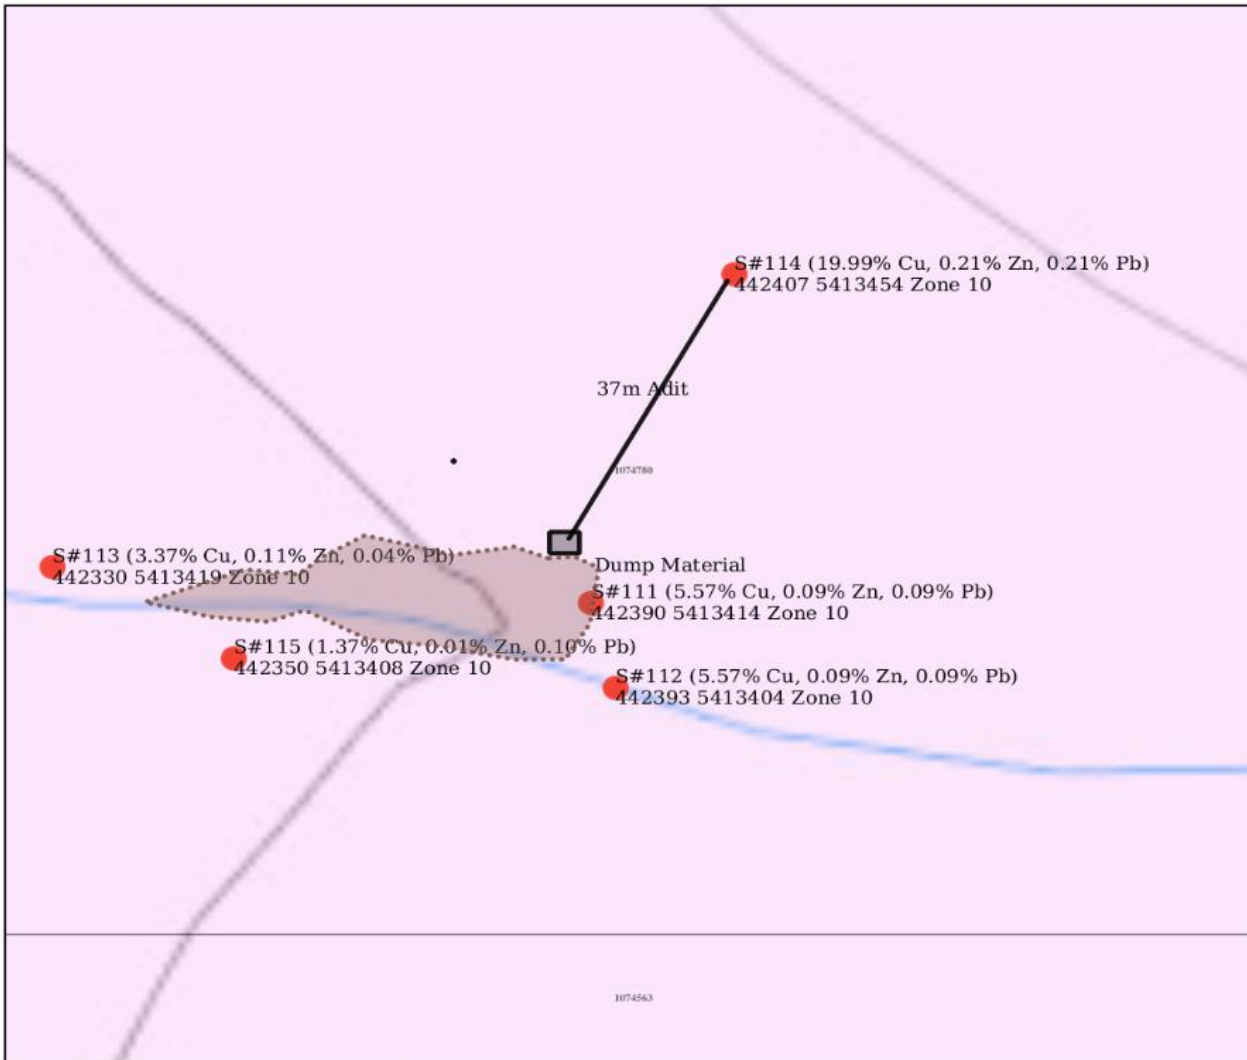 S#114 (19.99% Cu, 0.21% Zn, 0.21% Pb)
442407 5413454 Zone 10
37m Adit
1074780
S#113 (3.37% Cu, 0.11% Zn, 0.04% Pb)
442330 5413419 Zone 10
Dump Material
S#111 (5.57% Cu, 0.09% Zn, 0.09% Pb)
442390 5413414 Zone 10
S#115 (1.37% Cu, 0.01% Zn, 0.10% Pb)
442350 5413408 Zone 10
S#112 (5.57% Cu, 0.09% Zn, 0.09% Pb)
442393 5413404 Zone 10
1074563